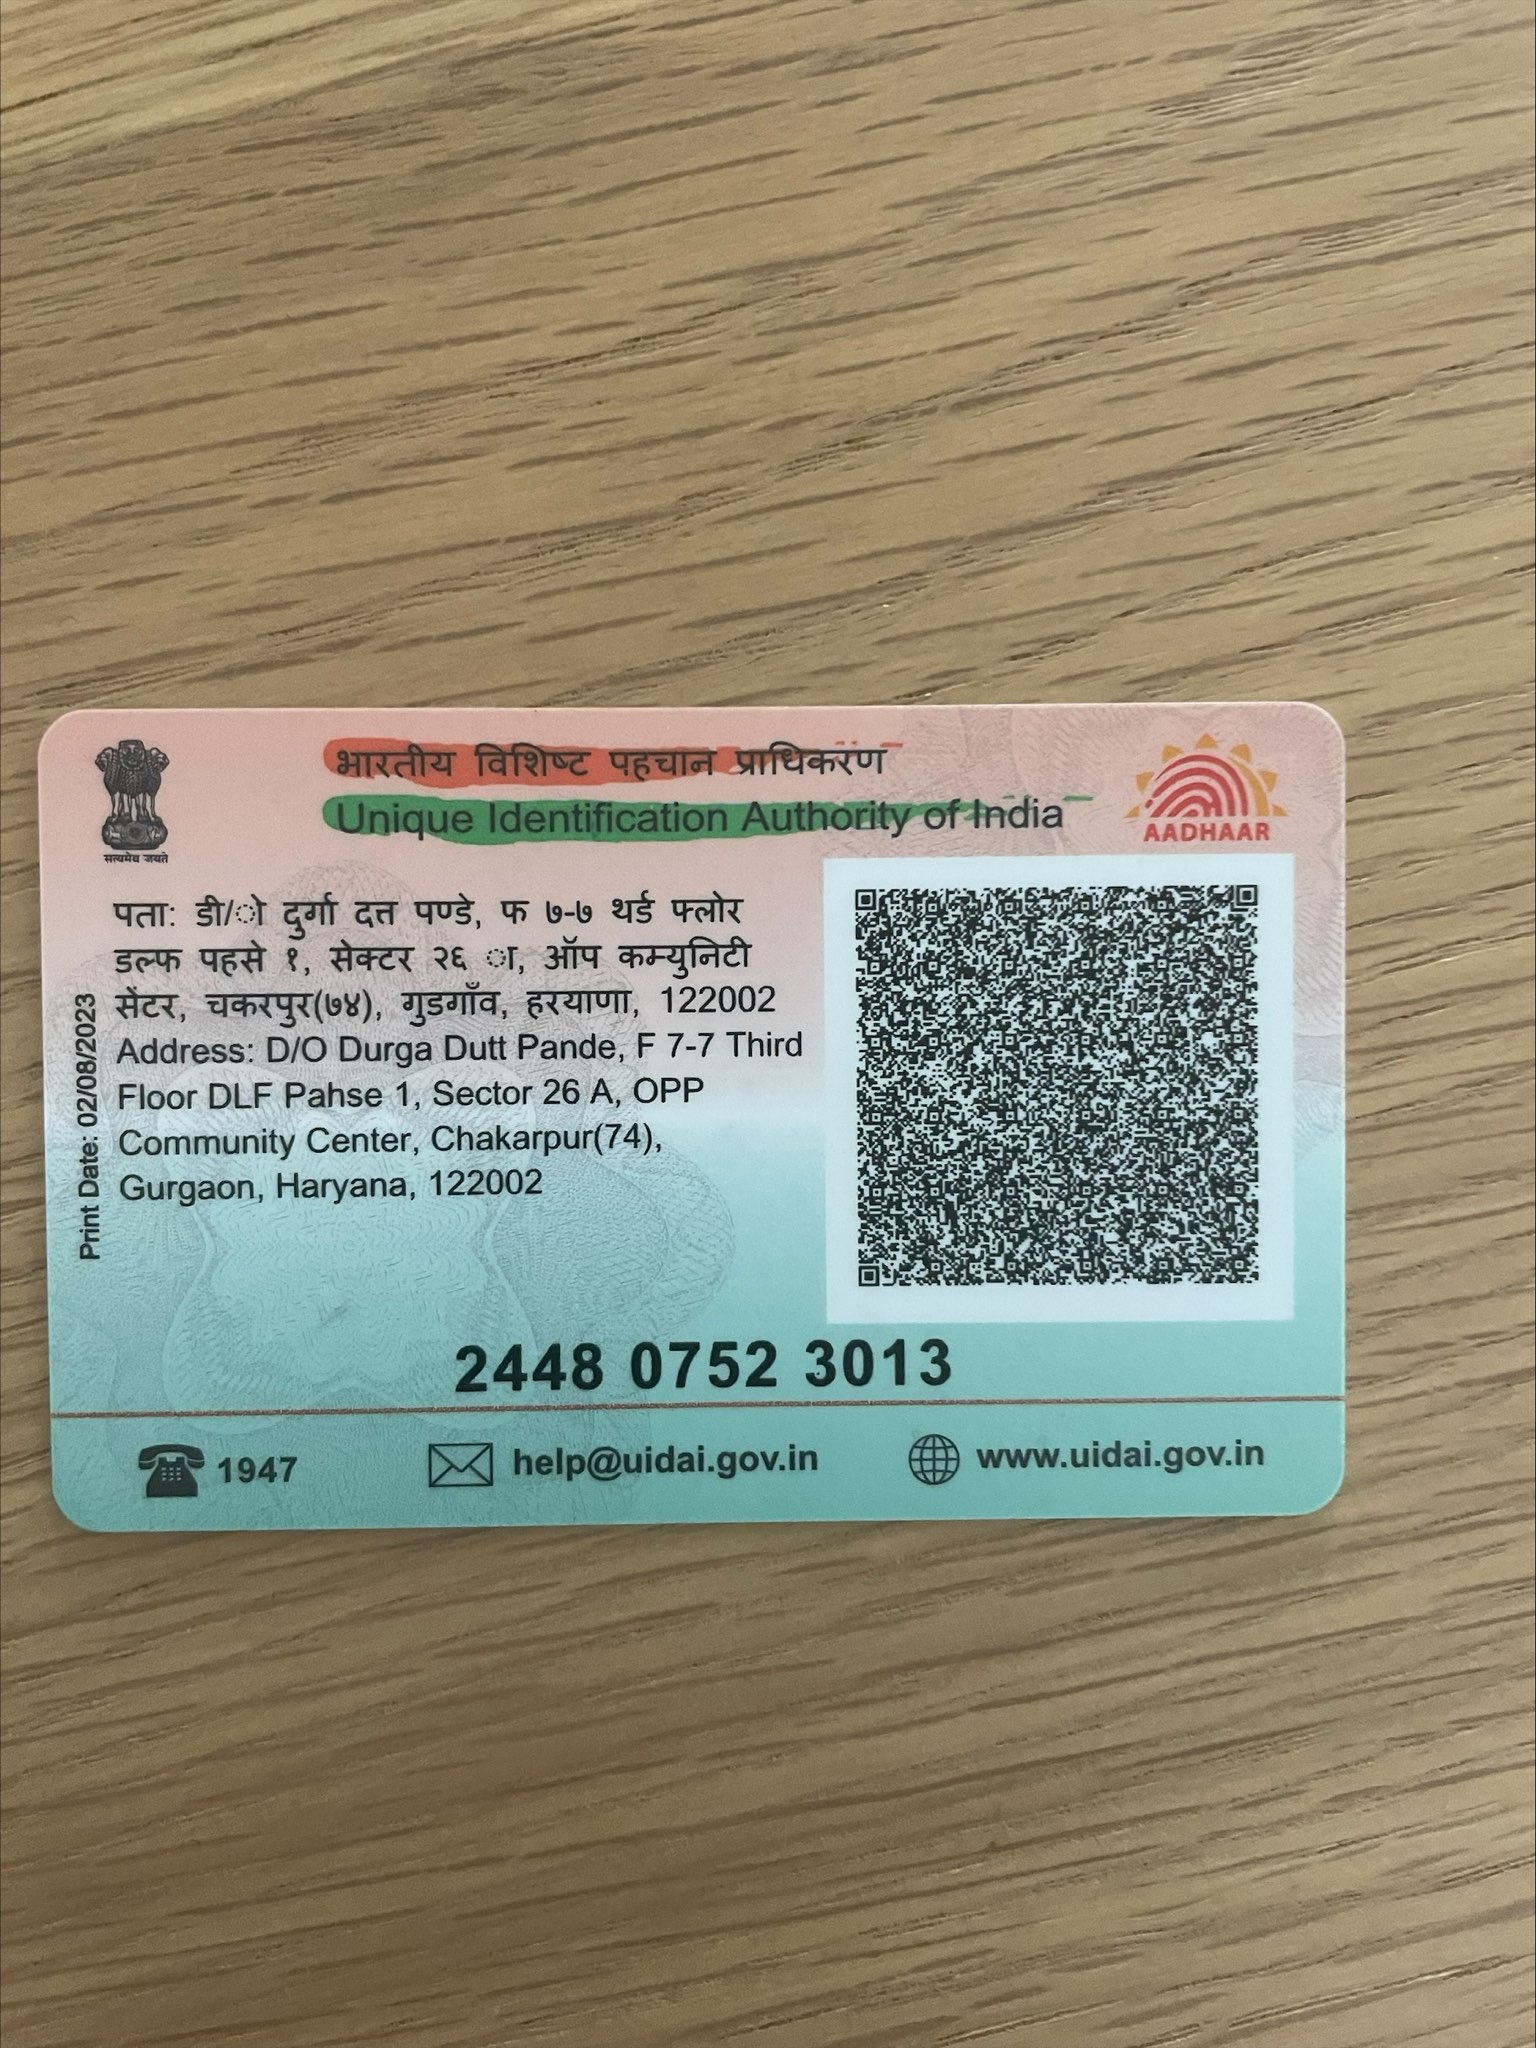 भारतीय विशिष्ट पहचान प्राधिकरण
Unique Identification Authority of India
सत्यमेव जयते
AADHAAR
पता: डी/ो दुर्गा दत्त पण्डे, फ ७-७ थर्ड फ्लोर
डल्फ पहसे १, सेक्टर २६ ा, ऑप कम्युनिटी
सेंटर, चकरपुर(७४), गुडगाँव, हरयाणा, 122002
Address: D/O Durga Dutt Pande, F 7-7 Third
Floor DLF Pahse 1, Sector 26 A, OPP
Community Center, Chakarpur(74),
Gurgaon, Haryana, 122002
Print Date: 02/08/2023
2448 0752 3013
1947
help@uidai.gov.in
www.uidai.gov.in